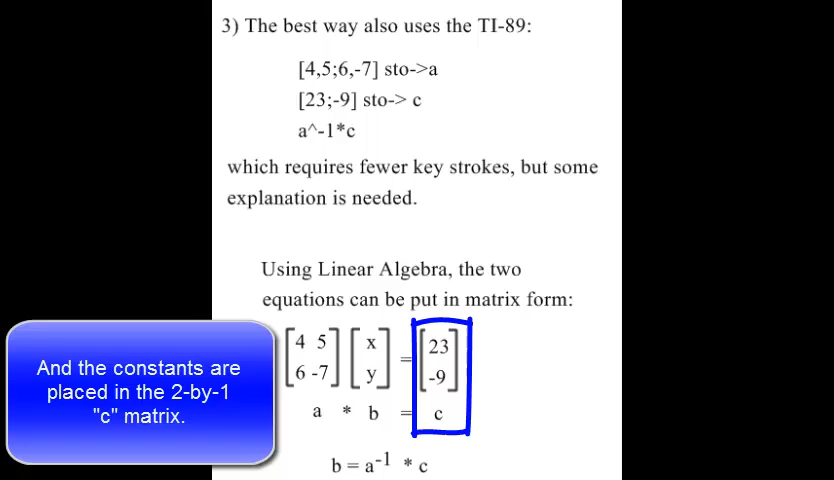 3) The best way also uses the TI-89:
[4,5;6,-7] sto->a
[23;-9] sto-> c
a^-1*c
which requires fewer key strokes, but some
explanation is needed.
Using Linear Algebra, the two
equations can be put in matrix form:
[4 5] [x] = [23]
[6 -7] [y] [-9]
a * b = c
b = a⁻¹ * c
And the constants are
placed in the 2-by-1
"c" matrix.